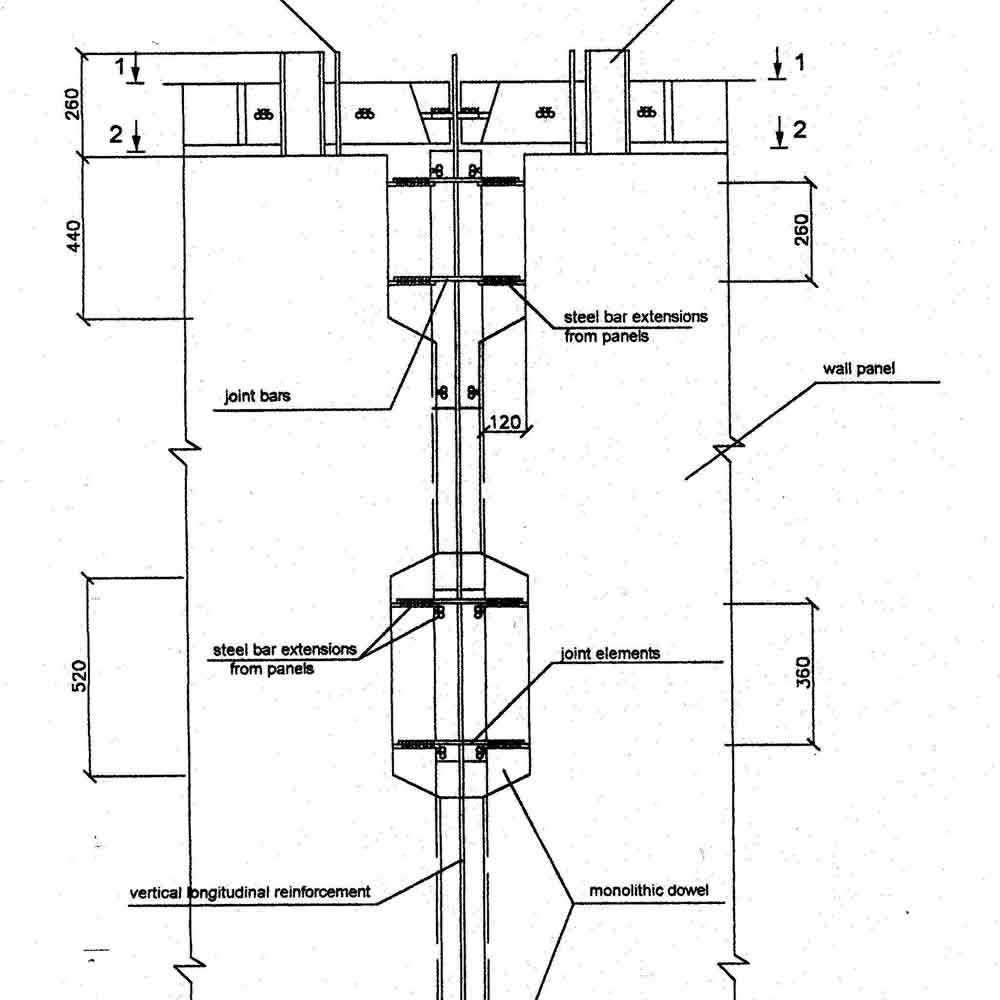 1
1
260
2
2
440
260
steel bar extensions
from panels
wall panel
joint bars
120
steel bar extensions
from panels
joint elements
520
360
vertical longitudinal reinforcement
monolithic dowel